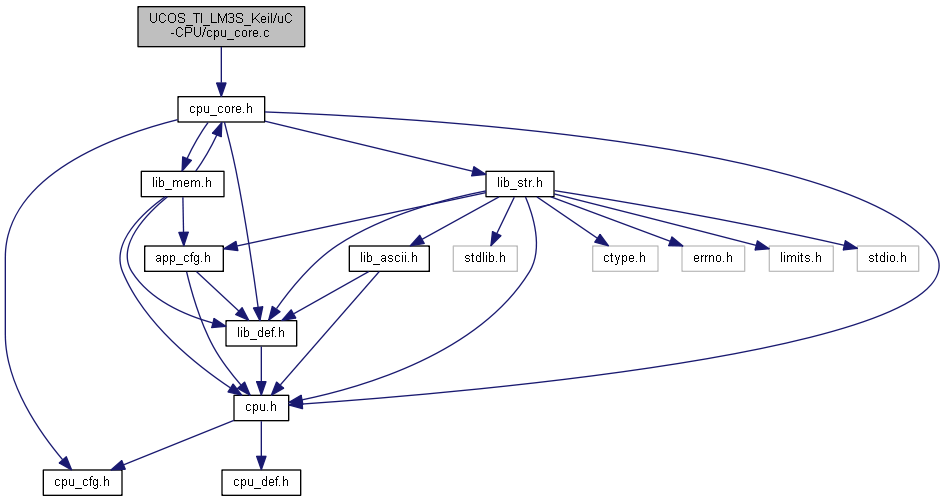 UCOS_TI_LM3S_Keil/uC
-CPU/cpu_core.c
cpu_core.h
lib_mem.h
lib_str.h
app_cfg.h
lib_ascii.h
stdlib.h
ctype.h
errno.h
limits.h
stdio.h
lib_def.h
cpu.h
cpu_cfg.h
cpu_def.h